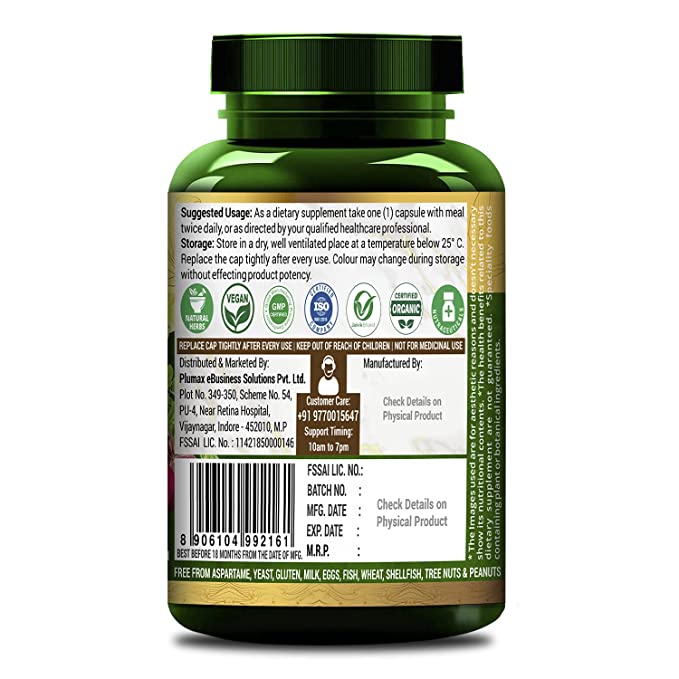 Suggested Usage: As a dietary supplement take one (1) capsule with meal
twice daily, or as directed by your qualified healthcare professional.
Storage: Store in a dry, well ventilated place at a temperature below 25° C.
Replace the cap tightly after every use. Colour may change during storage
without effecting product potency.
NATURAL
HERBS
VEGAN
GMP
CERTIFIED
CERTIFIED
ISO
COMPANY
CERTIFIED
ORGANIC
NUTRACEUTICALS
REPLACE CAP TIGHTLY AFTER EVERY USE | KEEP OUT OF REACH OF CHILDREN | NOT FOR MEDICINAL USE
Distributed & Marketed By:
Plumax eBusiness Solutions Pvt. Ltd.
Plot No. 349-350, Scheme No. 54,
PU-4, Near Retina Hospital,
Vijaynagar, Indore - 452010, M.P
FSSAI LIC. No. : 11421850000146
Customer Care:
+91 9770015647
Support Timing:
10am to 7pm
Manufactured By:
Check Details on
Physical Product
8 906104 992161
BEST BEFORE 18 MONTHS FROM THE DATE OF MFG.
FSSAI LIC. NO.:
BATCH NO. :
MFG. DATE :
EXP. DATE :
M.R.P. :
Check Details on
Physical Product
* The Images used are for aesthetic reasons and doesn't necessary
show its nutritional contents. *The health benefits related to this
dietary supplement are not guaranteed. *Speciality foods
containing plant or botanical ingredients.
FREE FROM ASPARTAME, YEAST, GLUTEN, MILK, EGGS, FISH, WHEAT, SHELLFISH, TREE NUTS & PEANUTS